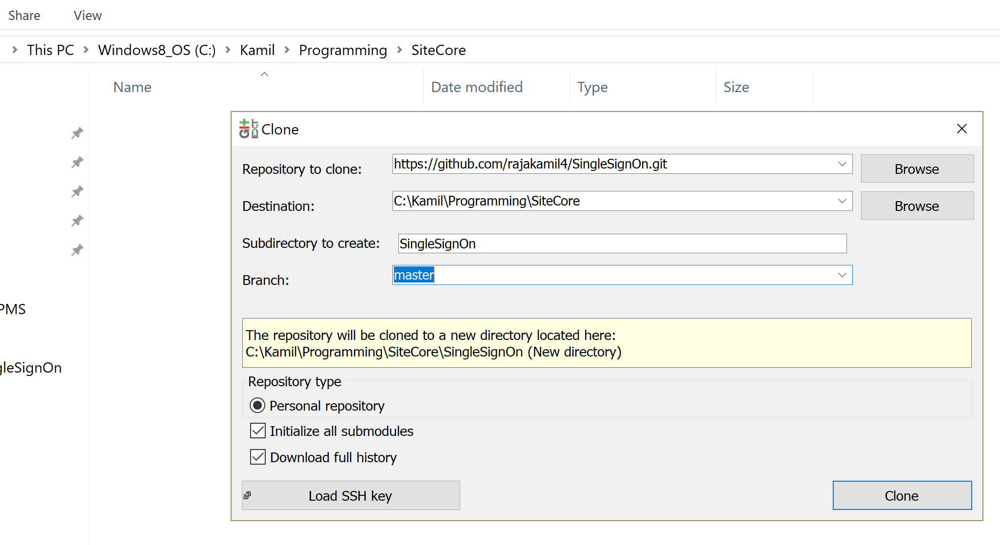 Share View
This PC Windows8_OS (C:) Kamil Programming SiteCore
Name Date modified Type Size
Clone
Repository to clone: https://github.com/rajakamil4/SingleSignOn.git Browse
Destination: C:\Kamil\Programming\SiteCore Browse
Subdirectory to create: SingleSignOn
Branch: master
PMS
The repository will be cloned to a new directory located here:
C:\Kamil\Programming\SiteCore\SingleSignOn (New directory)
gleSignOn
Repository type
Personal repository
Initialize all submodules
Download full history
Load SSH key Clone